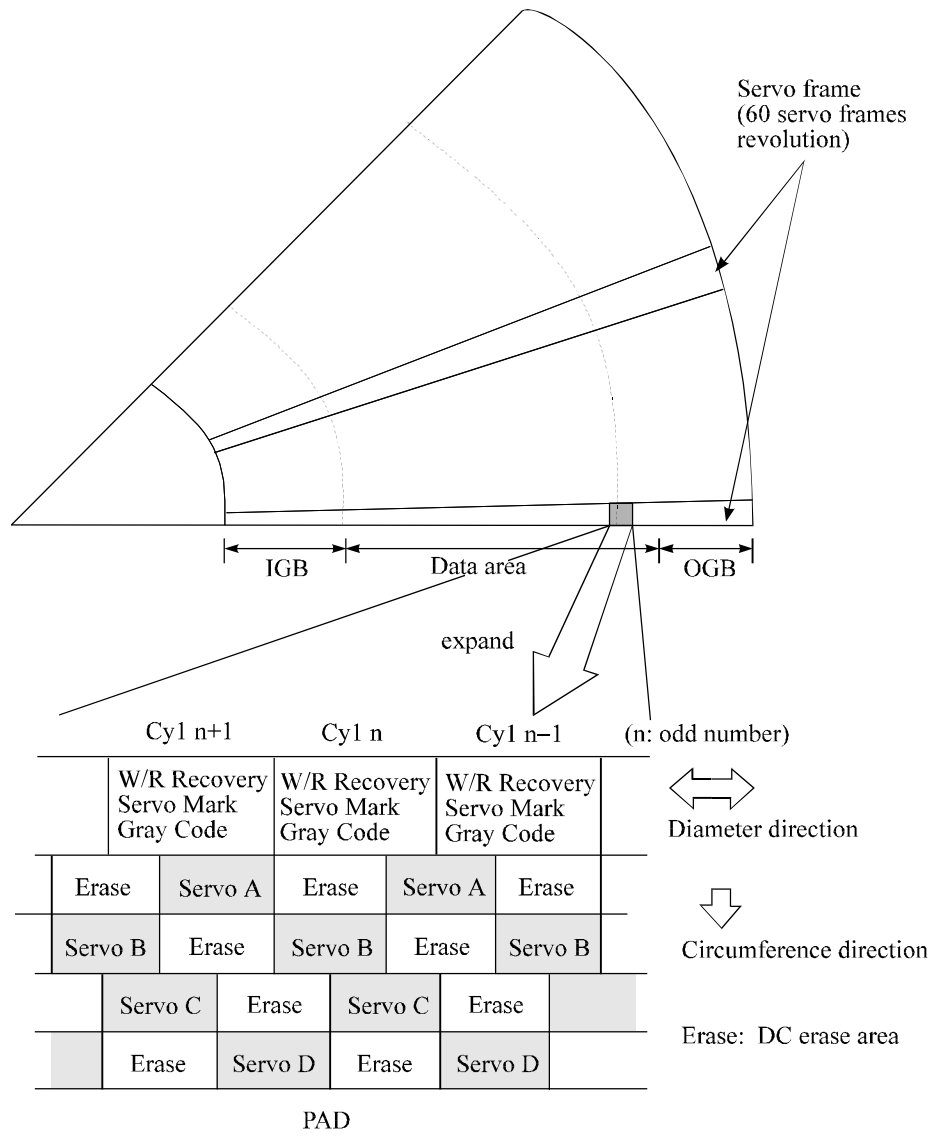 Servo frame
(60 servo frames
revolution)
IGB
Data area
OGB
expand
Cy1 n+1
Cy1 n
Cy1 n–1
(n: odd number)
W/R Recovery
Servo Mark
Gray Code
W/R Recovery
Servo Mark
Gray Code
W/R Recovery
Servo Mark
Gray Code
Diameter direction
Erase
Servo A
Erase
Servo A
Erase
Servo B
Erase
Servo B
Erase
Servo B
Circumference direction
Servo C
Erase
Servo C
Erase
Erase: DC erase area
Erase
Servo D
Erase
Servo D
PAD